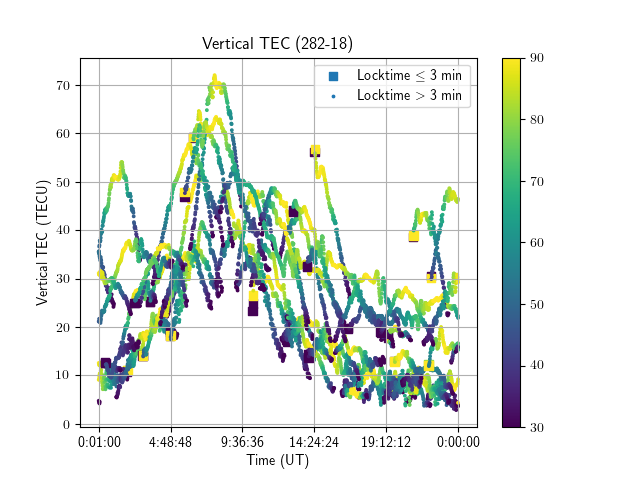 Vertical TEC (282-18)
Locktime ≤ 3 min
Locktime > 3 min
Vertical TEC (TECU)
70
60
50
40
30
20
10
0
0:01:00 4:48:48 9:36:36 14:24:24 19:12:12 0:00:00
Time (UT)
90
80
70
60
50
40
30